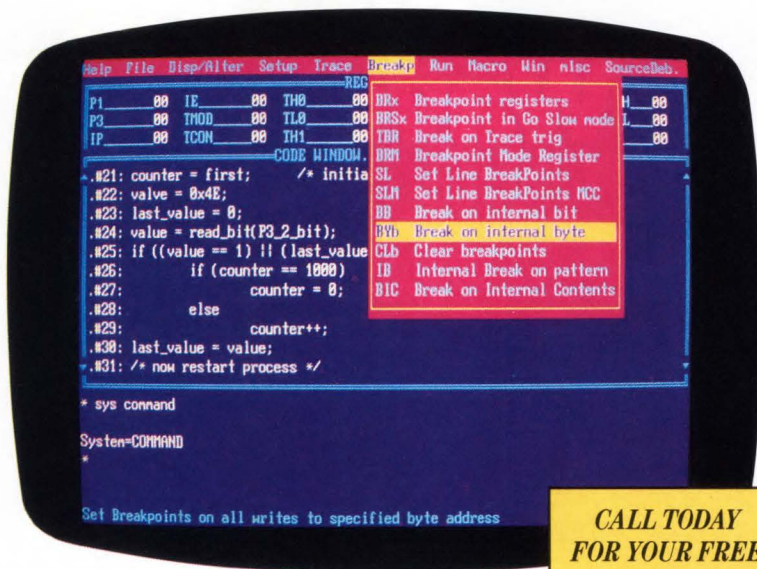 Help File Disp/Alter Setup Trace Breakp Run Macro Win mIsc SourceDeb.
REG
P1 00 IE 00 TH0 00 H 00
P3 00 TMOD 00 TL0 00 L 00
IP 00 TCON 00 TH1 00 00
BRx Breakpoint registers
BRSx Breakpoint in Go Slow mode
TBR Break on Trace trig
BRM Breakpoint Mode Register
SL Set Line BreakPoints
SLM Set Line BreakPoints MCC
BB Break on internal bit
BYb Break on internal byte
CLb Clear breakpoints
IB Internal Break on pattern
BIC Break on Internal Contents
CODE WINDOW.
.#21: counter = first; /* initia
.#22: valve = 0x4E;
.#23: last_value = 0;
.#24: value = read_bit(P3_2_bit);
.#25: if ((value == 1) || (last_value
.#26: if (counter == 1000)
.#27: counter = 0;
.#28: else
.#29: counter++;
.#30: last_value = value;
.#31: /* now restart process */
* sys command
System=COMMAND
*
Set Breakpoints on all writes to specified byte address
CALL TODAY
FOR YOUR FREE